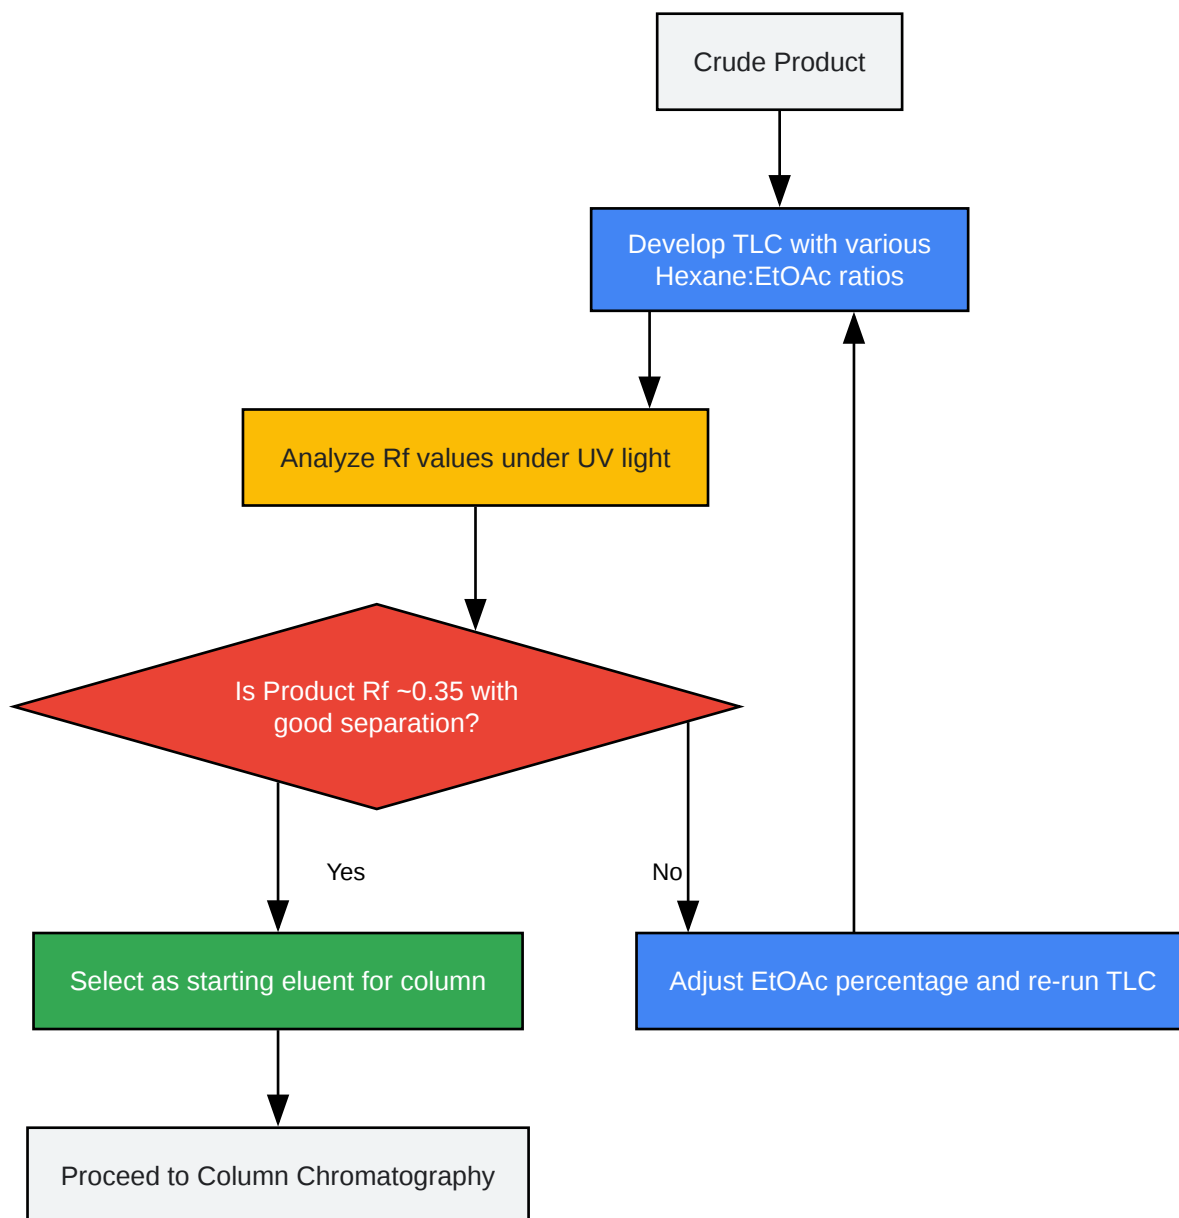 Crude Product
Develop TLC with various
Hexane:EtOAc ratios
Analyze Rf values under UV light
Is Product Rf ~0.35 with
good separation?
Yes
No
Select as starting eluent for column
Adjust EtOAc percentage and re-run TLC
Proceed to Column Chromatography